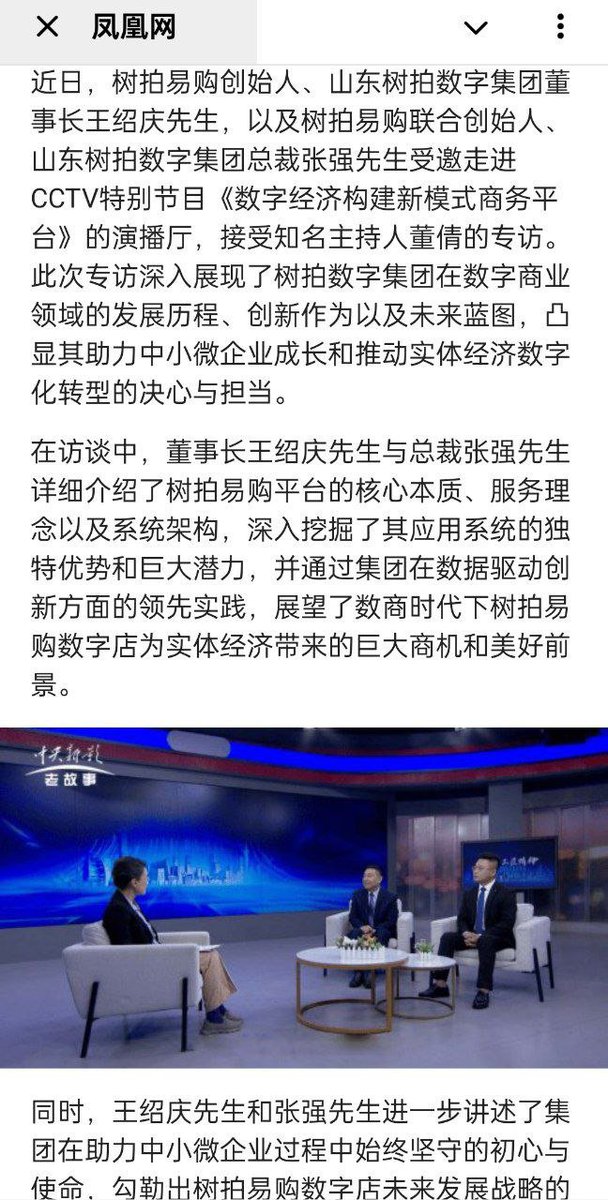 凤凰网
近日，树拍易购创始人、山东树拍数字集团董
事长王绍庆先生，以及树拍易购联合创始人、
山东树拍数字集团总裁张强先生受邀走进
CCTV特别节目《数字经济构建新模式商务平
台》的演播厅，接受知名主持人董倩的专访。
此次专访深入展现了树拍数字集团在数字商业
领域的发展历程、创新作为以及未来蓝图，凸
显其助力中小微企业成长和推动实体经济数字
化转型的决心与担当。
在访谈中，董事长王绍庆先生与总裁张强先生
详细介绍了树拍易购平台的核心本质、服务理
念以及系统架构，深入挖掘了其应用系统的独
特优势和巨大潜力，并通过集团在数据驱动创
新方面的领先实践，展望了数商时代下树拍易
购数字店为实体经济带来的巨大商机和美好前
景。
中央新影
老故事
工匠精神
同时，王绍庆先生和张强先生进一步讲述了集
团在助力中小微企业过程中始终坚守的初心与
使命，勾勒出树拍易购数字店未来发展战略的